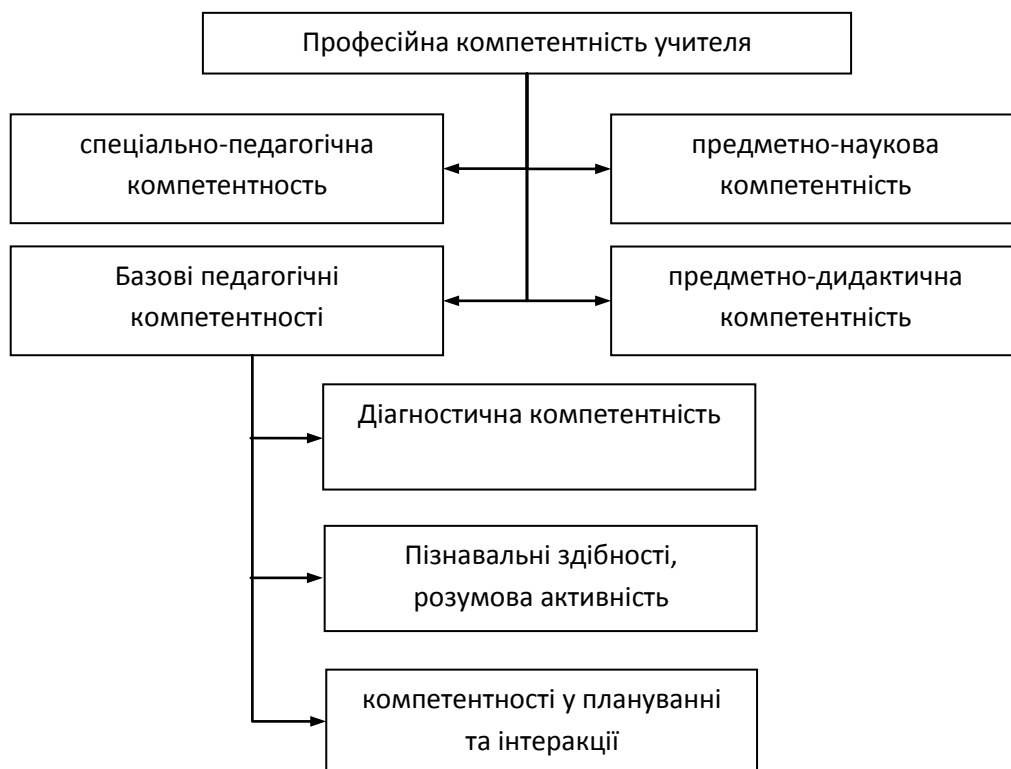 Професійна компетентність учителя
спеціально-педагогічна
компетентность
предметно-наукова
компетентність
Базові педагогічні
компетентності
предметно-дидактична
компетентність
Діагностична компетентність
Пізнавальні здібності,
розумова активність
компетентності у плануванні
та інтеракції